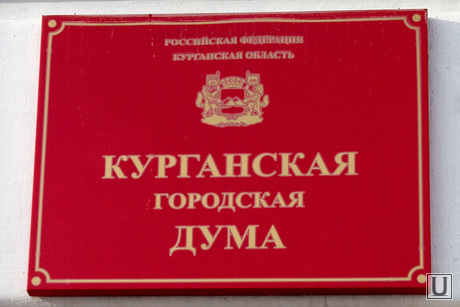 РОССИЙСКАЯ ФЕДЕРАЦИЯ
КУРГАНСКАЯ ОБЛАСТЬ
КУРГАНСКАЯ
ГОРОДСКАЯ
ДУМА
U